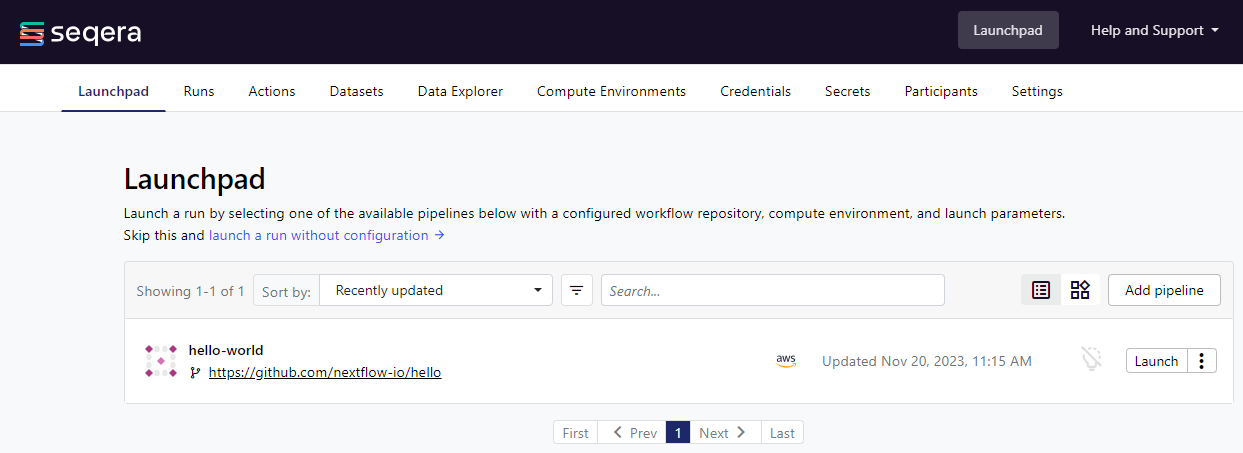 seqera Launchpad Help and Support
Launchpad Runs Actions Datasets Data Explorer Compute Environments Credentials Secrets Participants Settings
Launchpad
Launch a run by selecting one of the available pipelines below with a configured workflow repository, compute environment, and launch parameters.
Skip this and launch a run without configuration →
Showing 1-1 of 1 Sort by: Recently updated Search... Add pipeline
hello-world
https://github.com/nextflow-io/hello aws Updated Nov 20, 2023, 11:15 AM Launch
First Prev 1 Next Last